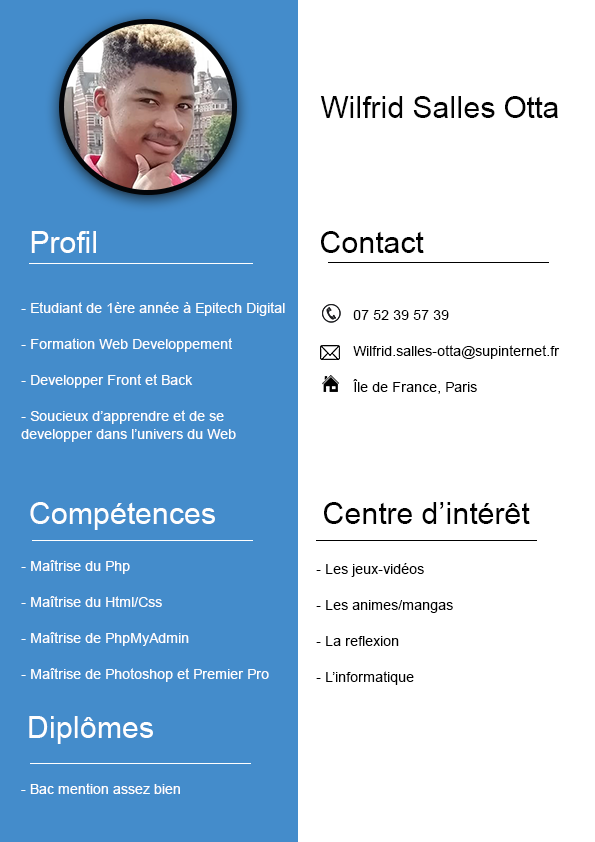 Wilfrid Salles Otta
Profil
- Etudiant de 1ère année à Epitech Digital
- Formation Web Developpement
- Developper Front et Back
- Soucieux d’apprendre et de se
developper dans l’univers du Web
Contact
07 52 39 57 39
Wilfrid.salles-otta@supinternet.fr
Île de France, Paris
Compétences
- Maîtrise du Php
- Maîtrise du Html/Css
- Maîtrise de PhpMyAdmin
- Maîtrise de Photoshop et Premier Pro
Centre d’intérêt
- Les jeux-vidéos
- Les animes/mangas
- La reflexion
- L’informatique
Diplômes
- Bac mention assez bien